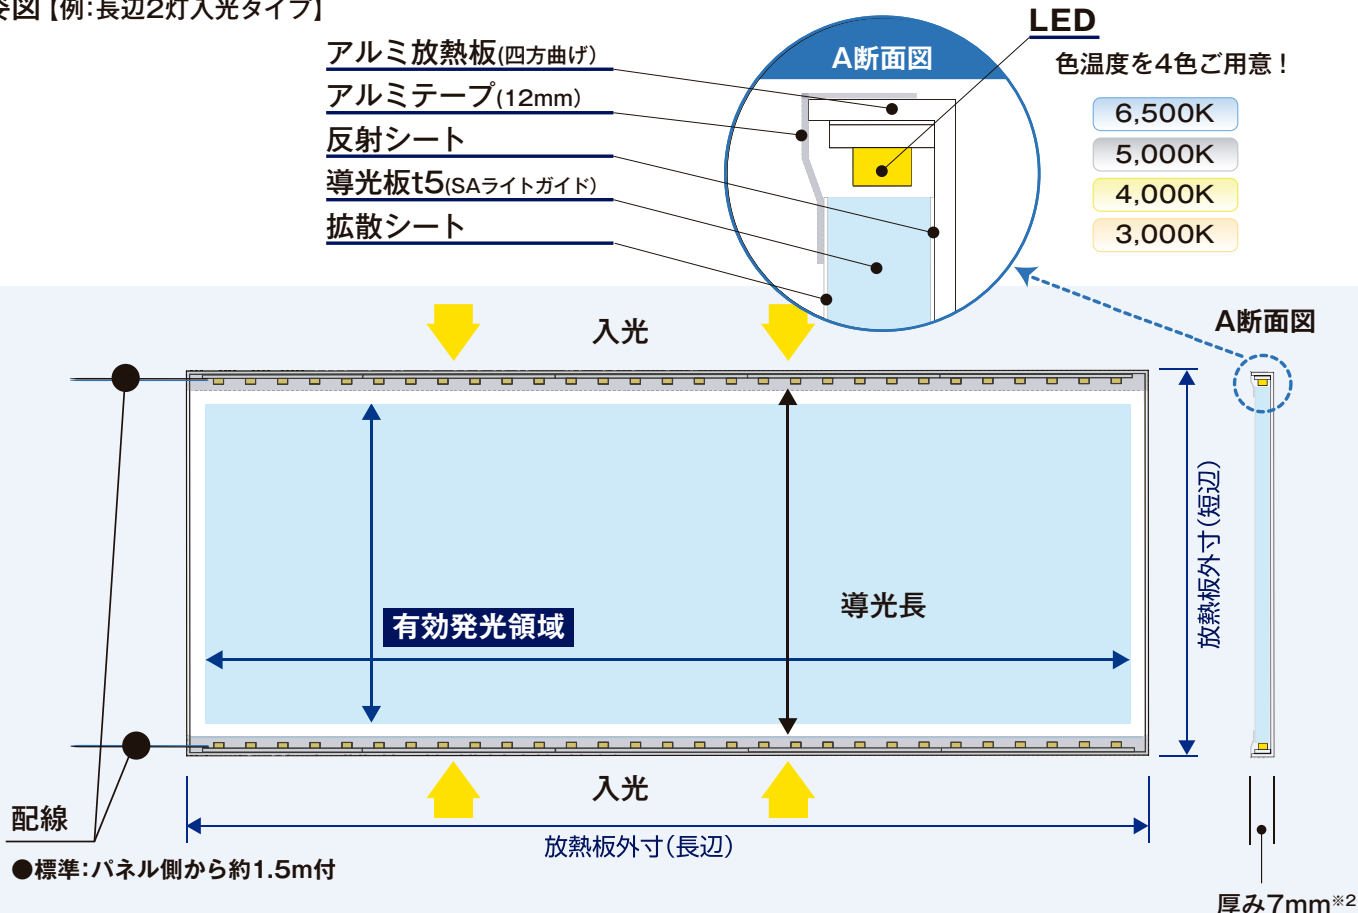 姿図【例:長辺2灯入光タイプ】
アルミ放熱板(四方曲げ)
アルミテープ(12mm)
反射シート
導光板t5(SAライトガイド)
拡散シート
A断面図
LED
色温度を4色ご用意！
6,500K
5,000K
4,000K
3,000K
入光
A断面図
有効発光領域
導光長
放熱板外寸(短辺)
入光
配線
放熱板外寸(長辺)
●標準:パネル側から約1.5m付
厚み7mm※2